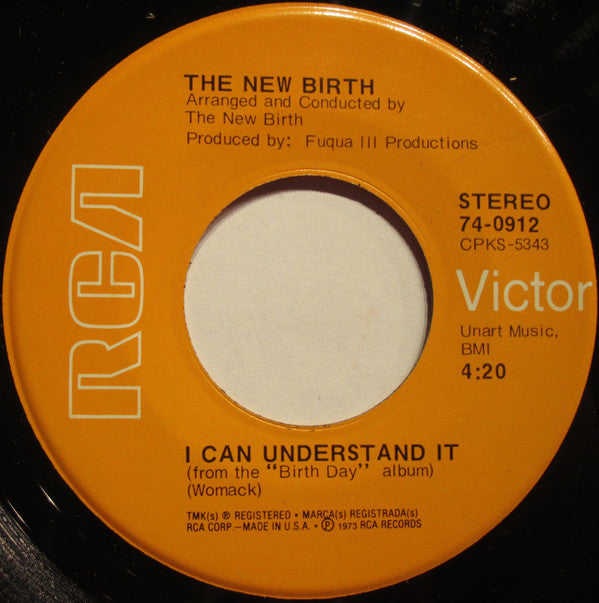 THE NEW BIRTH
Arranged and Conducted by
The New Birth
Produced by: Fuqua III Productions
RCA
STEREO
74-0912
CPKS-5343
Victor
Unart Music,
BMI
4:20
I CAN UNDERSTAND IT
(from the "Birth Day" album)
(Womack)
TMK(s) ® REGISTERED • MARCA(s) REGISTRADA(s)
RCA CORP.—MADE IN U.S.A. • ℗ 1973 RCA RECORDS